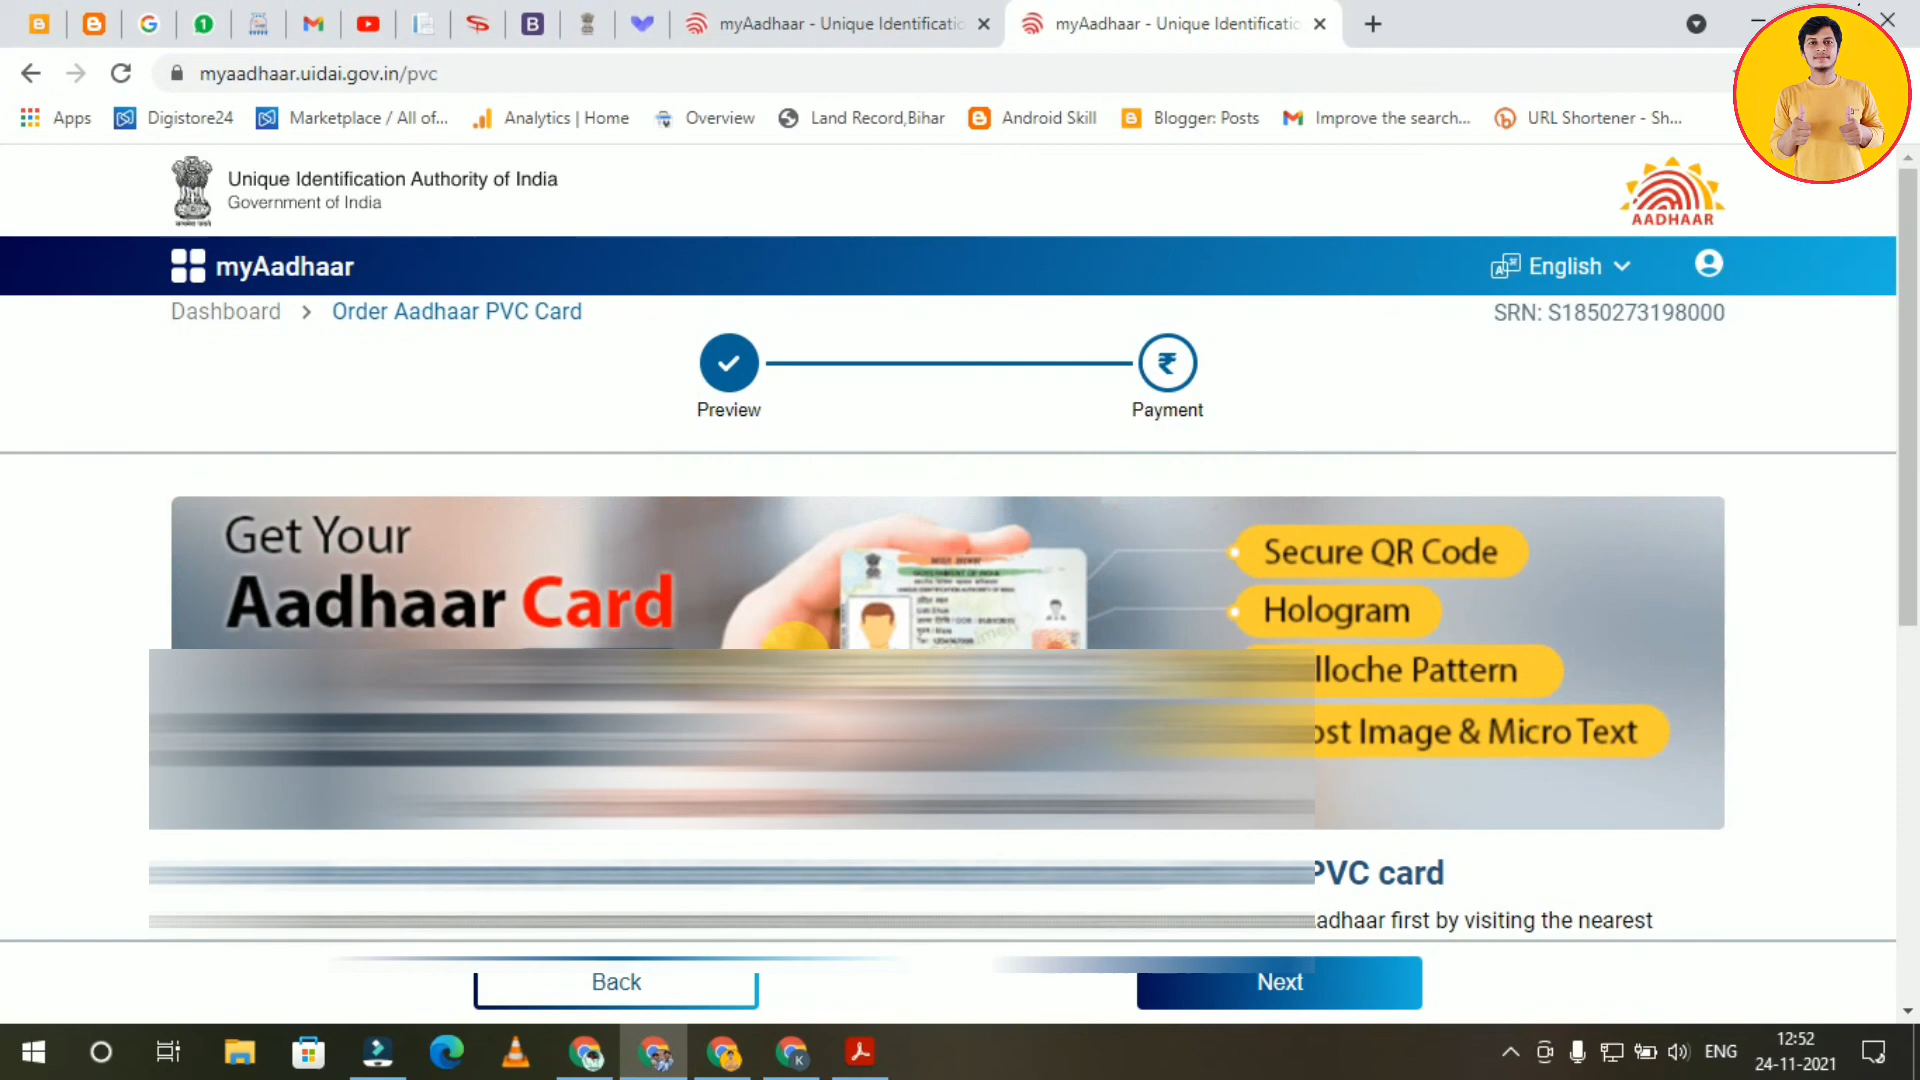 myAadhaar - Unique Identificatio
myAadhaar - Unique Identificatio
myaadhaar.uidai.gov.in/pvc
Apps
Digistore24
Marketplace / All of...
Analytics | Home
Overview
Land Record,Bihar
Android Skill
Blogger: Posts
Improve the search...
URL Shortener - Sh...
Unique Identification Authority of India
Government of India
AADHAAR
myAadhaar
English
Dashboard > Order Aadhaar PVC Card
SRN: S1850273198000
₹
Preview
Payment
Get Your
Aadhaar Card
Secure QR Code
Hologram
lloche Pattern
ost Image & Micro Text
PVC card
adhaar first by visiting the nearest
Back
Next
ENG
12:52
24-11-2021